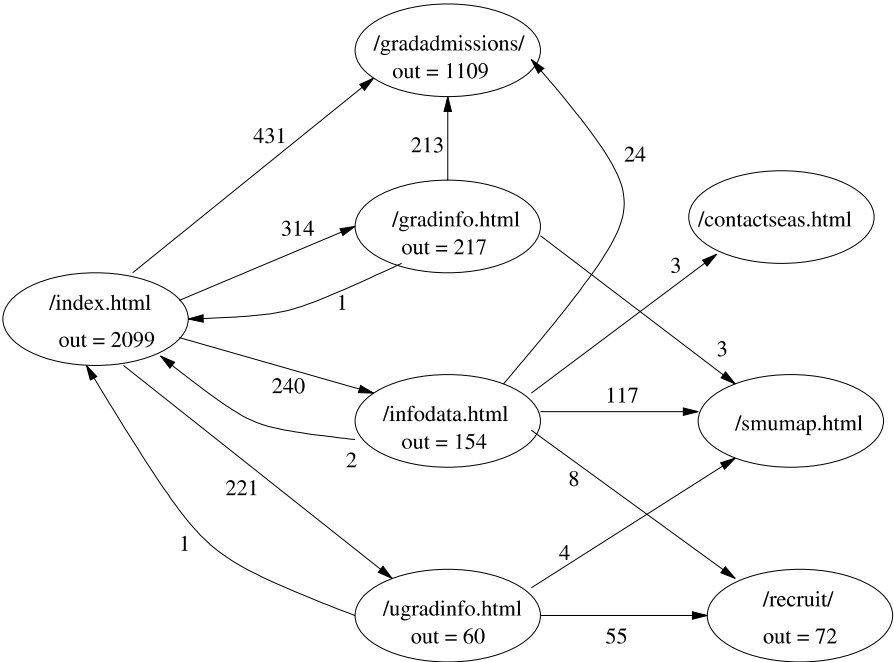 /gradadmissions/
out = 1109
431
213
24
/gradinfo.html
out = 217
/contactseas.html
314
3
1
/index.html
out = 2099
3
240
/infodata.html
out = 154
117
/smumap.html
2
8
221
1
4
/ugradinfo.html
out = 60
55
/recruit/
out = 72